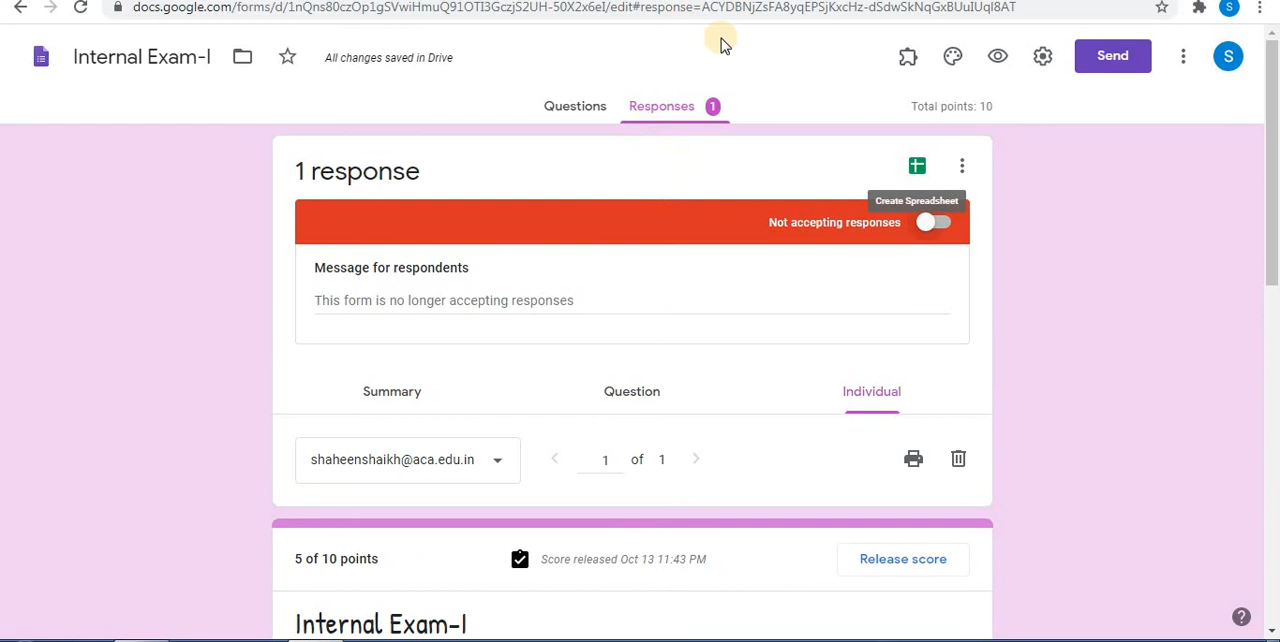 docs.google.com/forms/d/1nQns80czOp1gSVwiHmuQ91OTI3GczjS2UH-50X2x6eI/edit#response=ACYDBNjZsFA8yqEPSjKxcHz-dSdwSkNqGxBUuIUql8AT
S
Internal Exam-I
All changes saved in Drive
Send
S
Questions
Responses 1
Total points: 10
1 response
Create Spreadsheet
Not accepting responses
Message for respondents
This form is no longer accepting responses
Summary
Question
Individual
shaheenshaikh@aca.edu.in
1 of 1
5 of 10 points
Score released Oct 13 11:43 PM
Release score
Internal Exam-I